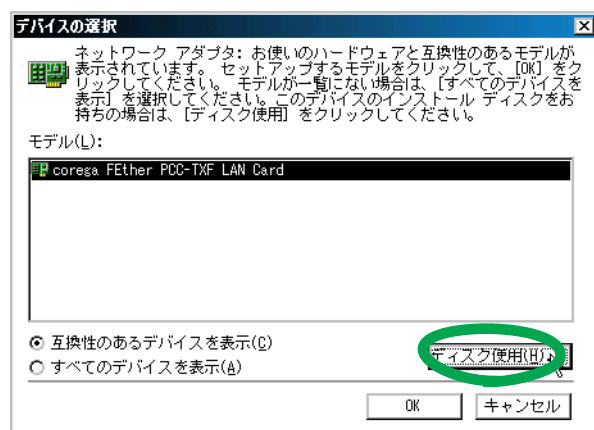 デバイスの選択
ネットワーク アダプタ: お使いのハードウェアと互換性のあるモデルが
表示されています。 セットアップするモデルをクリックして、[OK] をク
リックしてください。 モデルが一覧にない場合は、[すべてのデバイスを
表示] を選択してください。このデバイスのインストール ディスクをお
持ちの場合は、[ディスク使用] をクリックしてください。
モデル(L):
corega FEther PCC-TXF LAN Card
互換性のあるデバイスを表示(C)
ディスク使用(H)...
すべてのデバイスを表示(A)
OK
キャンセル